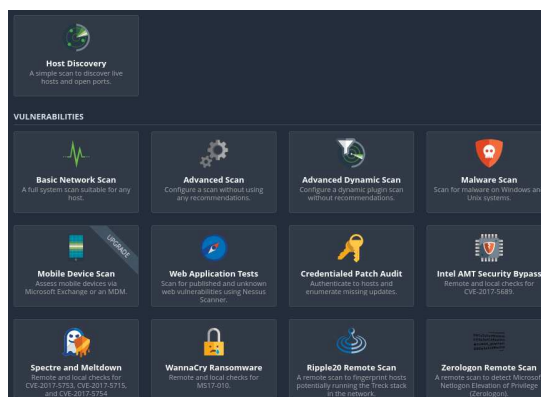 Host Discovery
A simple scan to discover live
hosts and open ports.
VULNERABILITIES
Basic Network Scan
A full system scan suitable for any
host.
Advanced Scan
Configure a scan without using
any recommendations.
Advanced Dynamic Scan
Configure a dynamic plugin scan
without recommendations.
Malware Scan
Scan for malware on Windows an
Unix systems.
UPGRADE
Mobile Device Scan
Assess mobile devices via
Microsoft Exchange or an MDM.
Web Application Tests
Scan for published and unknown
web vulnerabilities using Nessus
Scanner.
Credentialed Patch Audit
Authenticate to hosts and
enumerate missing updates.
Intel AMT Security Bypass
Remote and local checks for
CVE-2017-5689.
Spectre and Meltdown
Remote and local checks for
CVE-2017-5753, CVE-2017-5715,
and CVE-2017-5754
WannaCry Ransomware
Remote and local checks for
MS17-010.
Ripple20 Remote Scan
A remote scan to fingerprint hosts
potentially running the Treck stack
in the network.
Zerologon Remote Scan
A remote scan to detect Microsof
Netlogon Elevation of Privilege
(Zerologon).